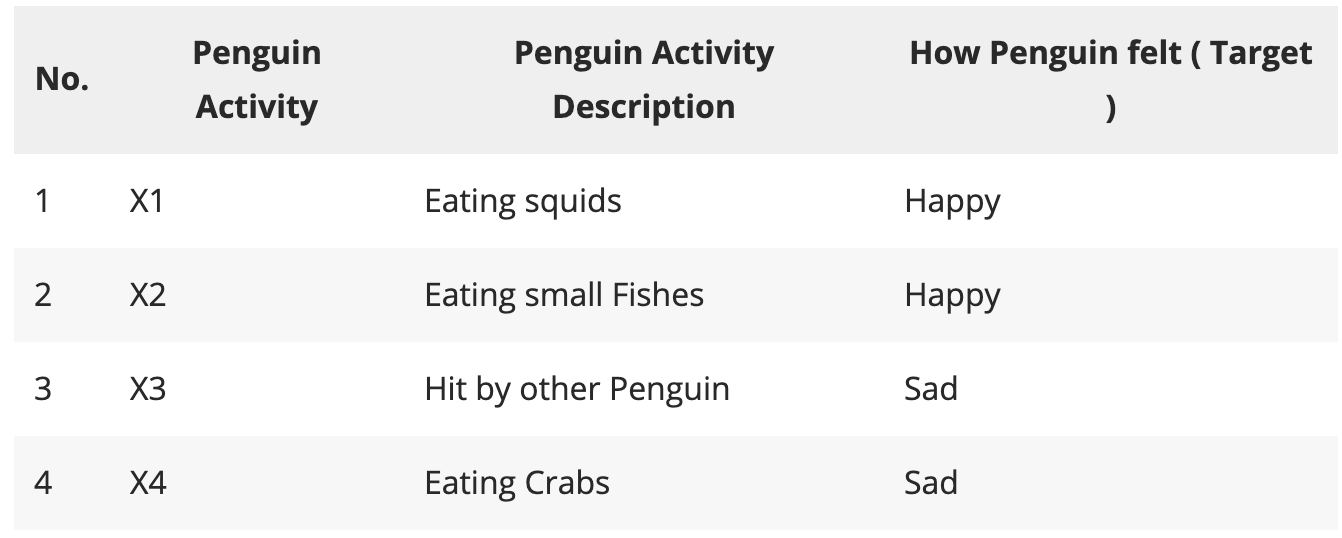 No. Penguin Activity Penguin Activity Description How Penguin felt ( Target )
1 X1 Eating squids Happy
2 X2 Eating small Fishes Happy
3 X3 Hit by other Penguin Sad
4 X4 Eating Crabs Sad